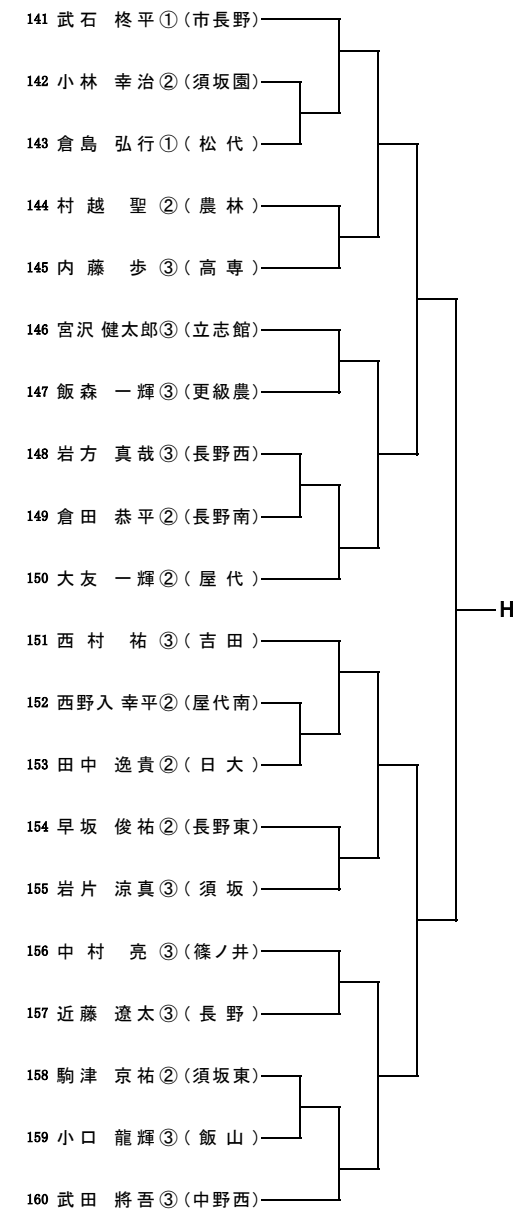 141 武石 柊平①(市長野)
142 小林 幸治②(須坂園)
143 倉島 弘行①(松代)
144 村越 聖②(農林)
145 内藤 歩③(高専)
146 宮沢 健太郎③(立志館)
147 飯森 一輝③(更級農)
148 岩方 真哉③(長野西)
149 倉田 恭平②(長野南)
150 大友 一輝②(屋代)
H
151 西村 祐③(吉田)
152 西野入 幸平②(屋代南)
153 田中 逸貴②(日大)
154 早坂 俊祐②(長野東)
155 岩片 涼真③(須坂)
156 中村 亮③(篠ノ井)
157 近藤 遼太③(長野)
158 駒津 京祐②(須坂東)
159 小口 龍輝③(飯山)
160 武田 將吾③(中野西)